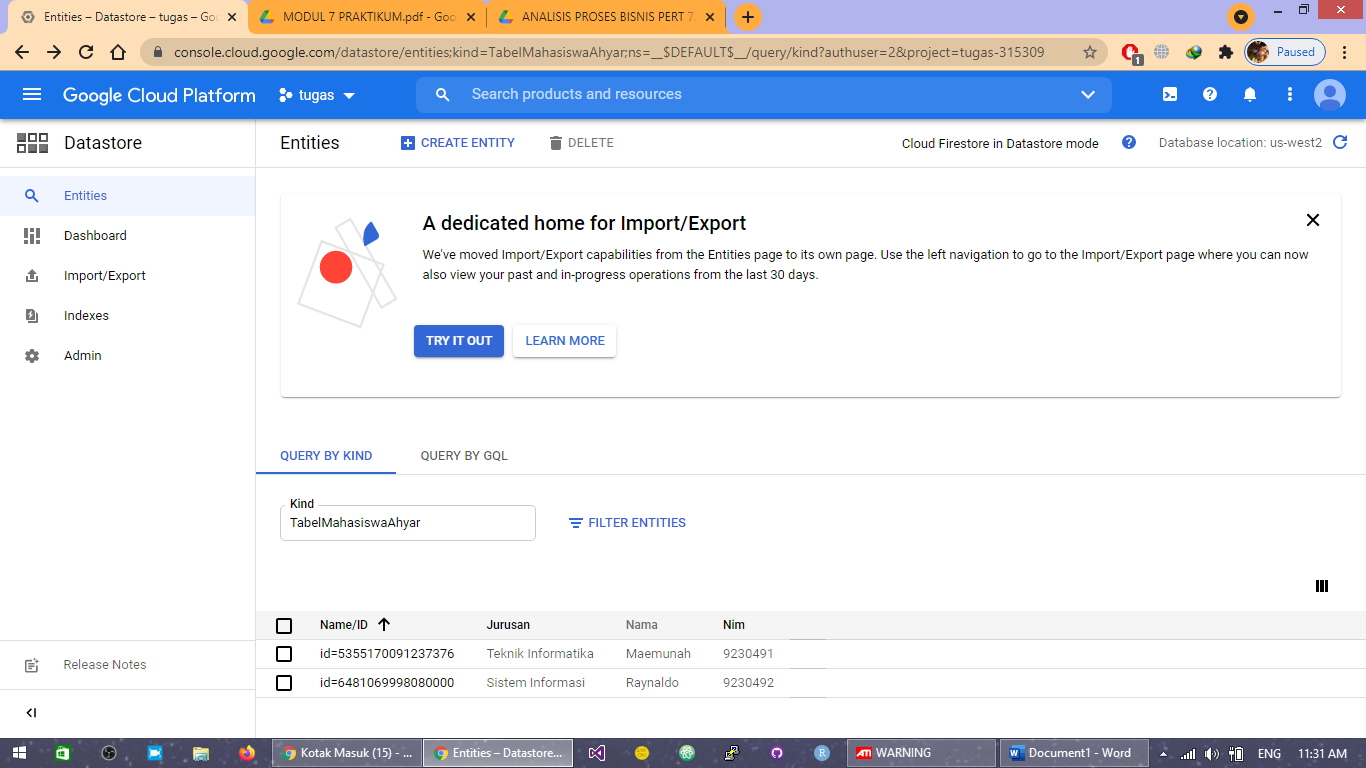 Entities – Datastore – tugas – Goo
MODUL 7 PRAKTIKUM.pdf - Goo
ANALISIS PROSES BISNIS PERT 7.
console.cloud.google.com/datastore/entities;kind=TabelMahasiswaAhyar;ns=__$DEFAULT$__/query/kind?authuser=2&project=tugas-315309
1
Paused
Google Cloud Platform
tugas
Search products and resources
Datastore
Entities
CREATE ENTITY
DELETE
Cloud Firestore in Datastore mode
Database location: us-west2
Entities
Dashboard
Import/Export
Indexes
Admin
A dedicated home for Import/Export
We've moved Import/Export capabilities from the Entities page to its own page. Use the left navigation to go to the Import/Export page where you can now
also view your past and in-progress operations from the last 30 days.
TRY IT OUT
LEARN MORE
QUERY BY KIND
QUERY BY GQL
Kind
TabelMahasiswaAhyar
FILTER ENTITIES
Name/ID Jurusan Nama Nim
id=5355170091237376 Teknik Informatika Maemunah 9230491
id=6481069998080000 Sistem Informasi Raynaldo 9230492
Release Notes
Kotak Masuk (15) - ...
Entities – Datastore...
R
ATI WARNING
Document1 - Word
ENG
11:31 AM